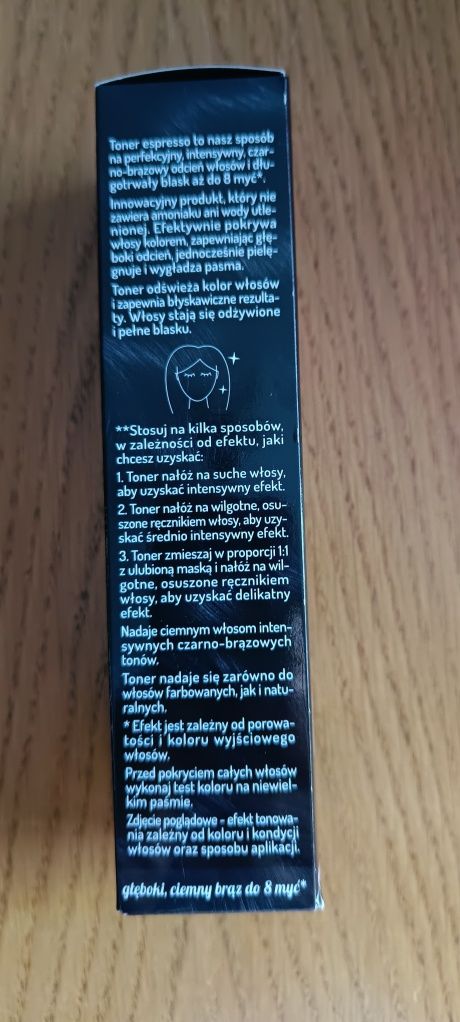 Toner espresso to nasz sposób
na perfekcyjny, intensywny, czar-
no-brązowy odcień włosów i dłu-
gotrwały blask aż do 8 myć*.
Innowacyjny produkt, który nie
zawiera amoniaku ani wody utle-
nionej. Efektywnie pokrywa
włosy kolorem, zapewniając głę-
boki odcień, jednocześnie pielę-
gnuje i wygładza pasma.
Toner odświeża kolor włosów
i zapewnia błyskawiczne rezulta-
ty. Włosy stają się odżywione
i pełne blasku.
**Stosuj na kilka sposobów,
w zależności od efektu, jaki
chcesz uzyskać:
1. Toner nałóż na suche włosy,
aby uzyskać intensywny efekt.
2. Toner nałóż na wilgotne, osu-
szone ręcznikiem włosy, aby uzy-
skać średnio intensywny efekt.
3. Toner zmieszaj w proporcji 1:1
z ulubioną maską i nałóż na wil-
gotne, osuszone ręcznikiem
włosy, aby uzyskać delikatny
efekt.
Nadaje ciemnym włosom inten-
sywnych czarno-brązowych
tonów.
Toner nadaje się zarówno do
włosów farbowanych, jak i natu-
ralnych.
* Efekt jest zależny od porowa-
tości i koloru wyjściowego
włosów.
Przed pokryciem całych włosów
wykonaj test koloru na niewiel-
kim paśmie.
Zdjęcie poglądowe - efekt tonowa-
nia zależny od koloru i kondycji
włosów oraz sposobu aplikacji.
głęboki, ciemny brąz do 8 myć*